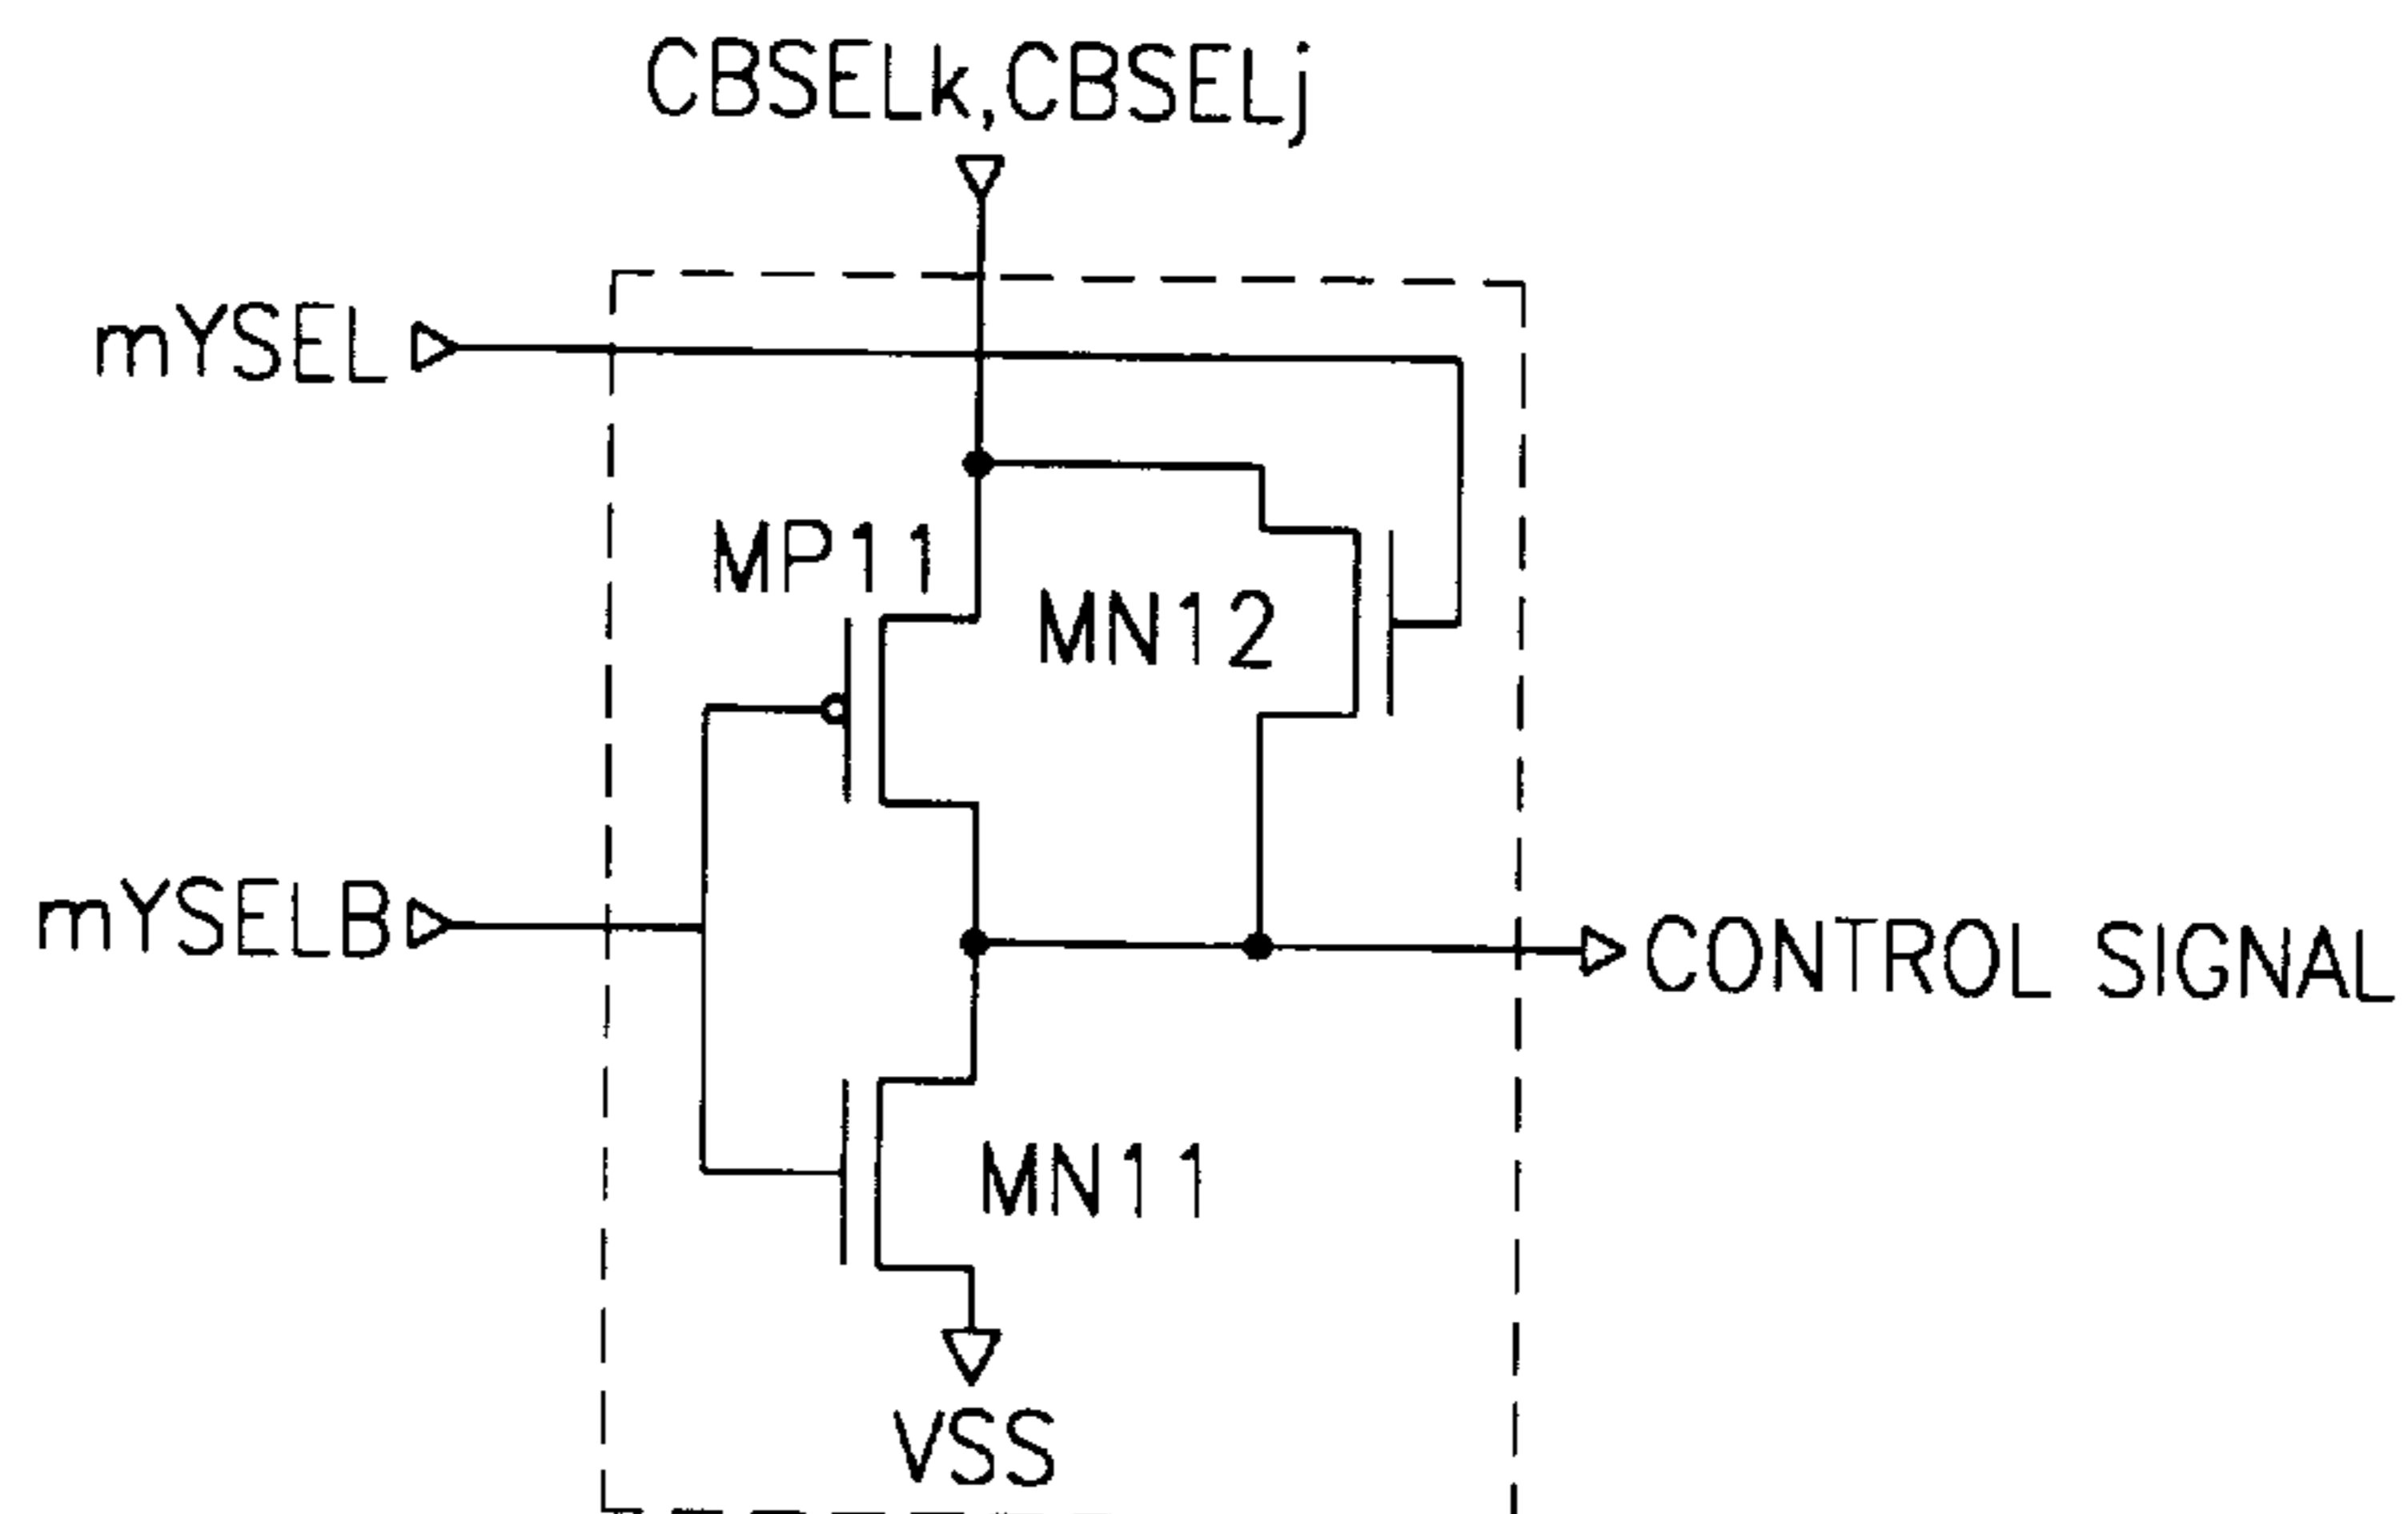 CBSELk,CBSELj
mYSEL
MP11
MN12
mYSELB
CONTROL SIGNAL
MN11
VSS